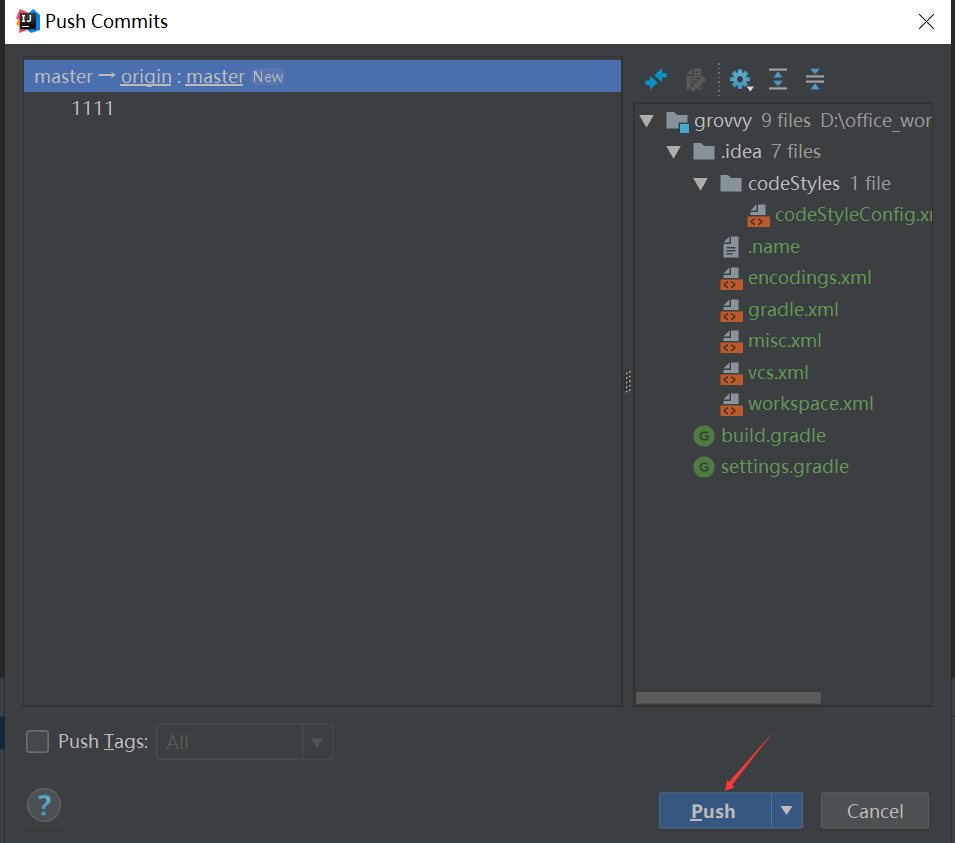 Push Commits
master → origin : master New
1111
grovvy 9 files D:\office_wor
.idea 7 files
codeStyles 1 file
codeStyleConfig.x
.name
encodings.xml
gradle.xml
misc.xml
vcs.xml
workspace.xml
build.gradle
settings.gradle
Push Tags: All
? Push Cancel